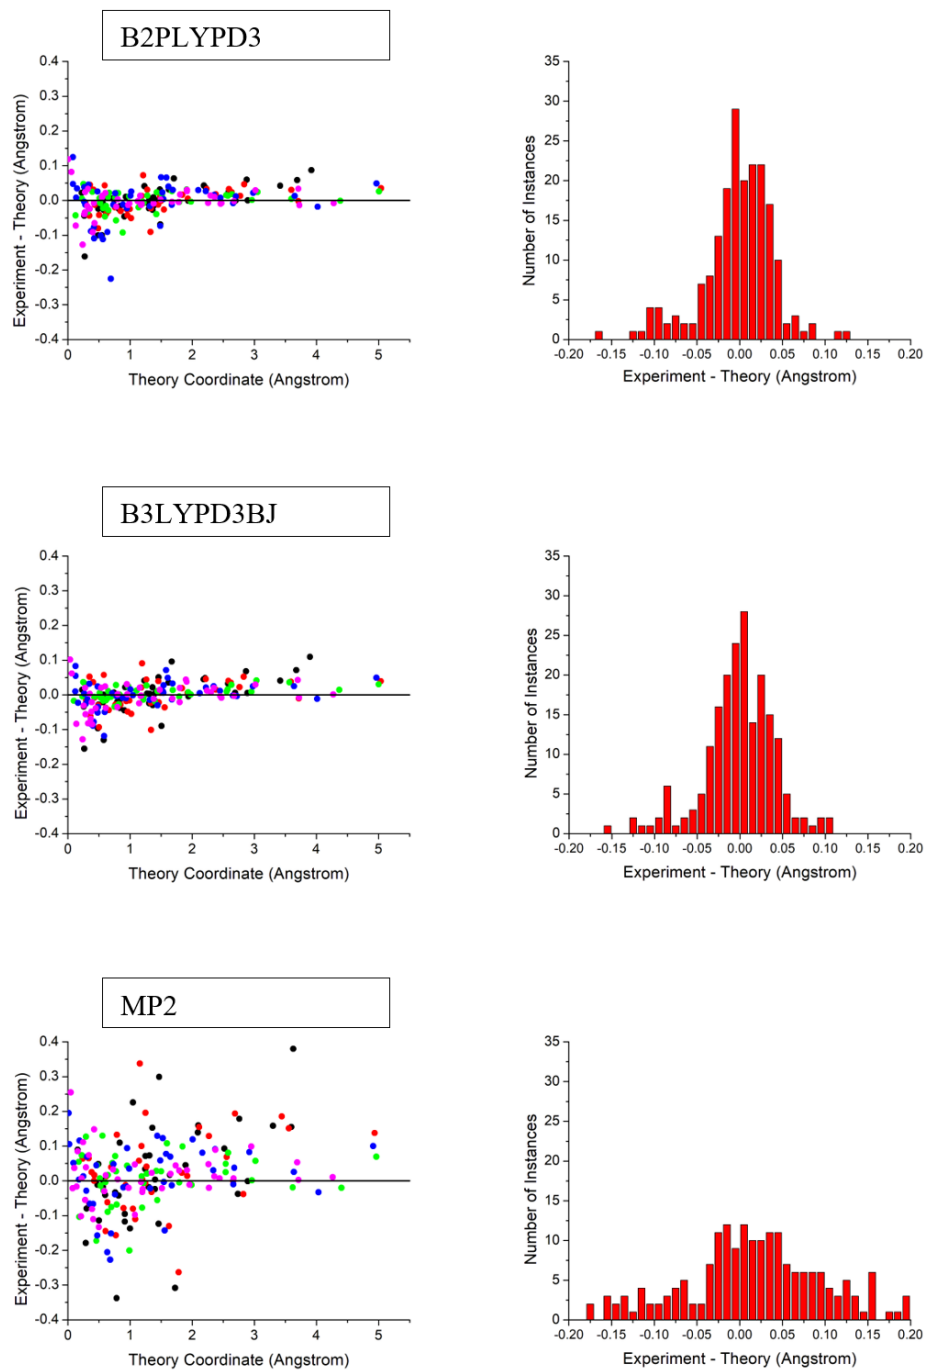 B2PLYPD3
0.4
0.3
0.2
0.1
0.0
-0.1
-0.2
-0.3
-0.4
Experiment - Theory (Angstrom)
0 1 2 3 4 5
Theory Coordinate (Angstrom)
35
30
25
20
15
10
5
0
Number of Instances
-0.20 -0.15 -0.10 -0.05 0.00 0.05 0.10 0.15 0.20
Experiment - Theory (Angstrom)
B3LYPD3BJ
0.4
0.3
0.2
0.1
0.0
-0.1
-0.2
-0.3
-0.4
Experiment - Theory (Angstrom)
0 1 2 3 4 5
Theory Coordinate (Angstrom)
35
30
25
20
15
10
5
0
Number of Instances
-0.20 -0.15 -0.10 -0.05 0.00 0.05 0.10 0.15 0.20
Experiment - Theory (Angstrom)
MP2
0.4
0.3
0.2
0.1
0.0
-0.1
-0.2
-0.3
-0.4
Experiment - Theory (Angstrom)
0 1 2 3 4 5
Theory Coordinate (Angstrom)
35
30
25
20
15
10
5
0
Number of Instances
-0.20 -0.15 -0.10 -0.05 0.00 0.05 0.10 0.15 0.20
Experiment - Theory (Angstrom)